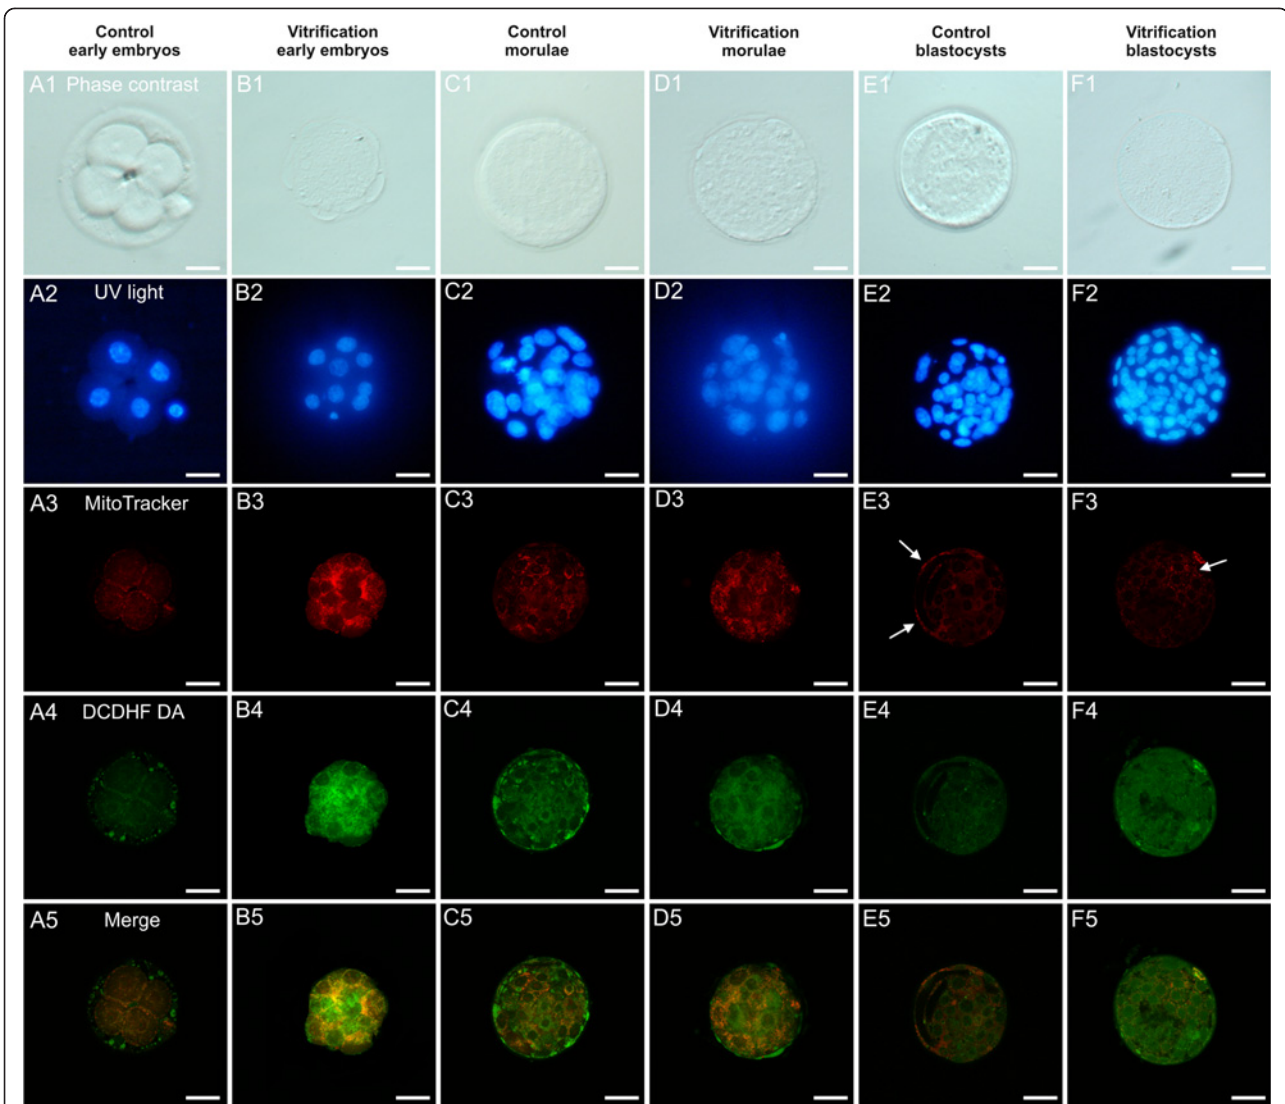 Control
early embryos
Vitrification
early embryos
Control
morulae
Vitrification
morulae
Control
blastocysts
Vitrification
blastocysts
A1 Phase contrast
B1
C1
D1
E1
F1
A2 UV light
B2
C2
D2
E2
F2
A3 MitoTracker
B3
C3
D3
E3
F3
A4 DCDHF DA
B4
C4
D4
E4
F4
A5 Merge
B5
C5
D5
E5
F5